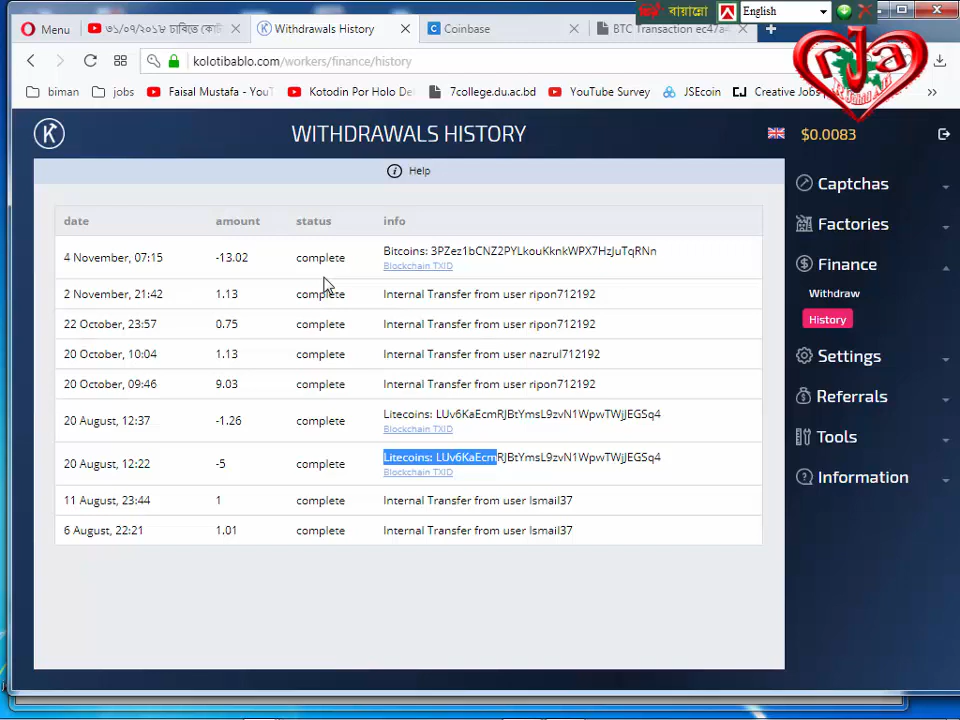 বায়ান্নো English
Menu ৩১/০৭/২০১৮ চাকিতে কোট Withdrawals History Coinbase BTC Transaction ec47a4
kolotibablo.com/workers/finance/history
biman jobs Faisal Mustafa - YouT Kotodin Por Holo De 7college.du.ac.bd YouTube Survey JSEcoin Creative Jobs
rja
WITHDRAWALS HISTORY $0.0083
Help
date amount status info
4 November, 07:15 -13.02 complete Bitcoins: 3PZez1bCNZ2PYLkouKknkWPX7HzJuTqRNn
Blockchain TXID
2 November, 21:42 1.13 complete Internal Transfer from user ripon712192
22 October, 23:57 0.75 complete Internal Transfer from user ripon712192
20 October, 10:04 1.13 complete Internal Transfer from user nazrul712192
20 October, 09:46 9.03 complete Internal Transfer from user ripon712192
20 August, 12:37 -1.26 complete Litecoins: LUv6KaEcmRJBtYmsL9zvN1WpwTWjJEGSq4
Blockchain TXID
20 August, 12:22 -5 complete Litecoins: LUv6KaEcmRJBtYmsL9zvN1WpwTWjJEGSq4
Blockchain TXID
11 August, 23:44 1 complete Internal Transfer from user Ismail37
6 August, 22:21 1.01 complete Internal Transfer from user Ismail37
Captchas
Factories
Finance
Withdraw
History
Settings
Referrals
Tools
Information